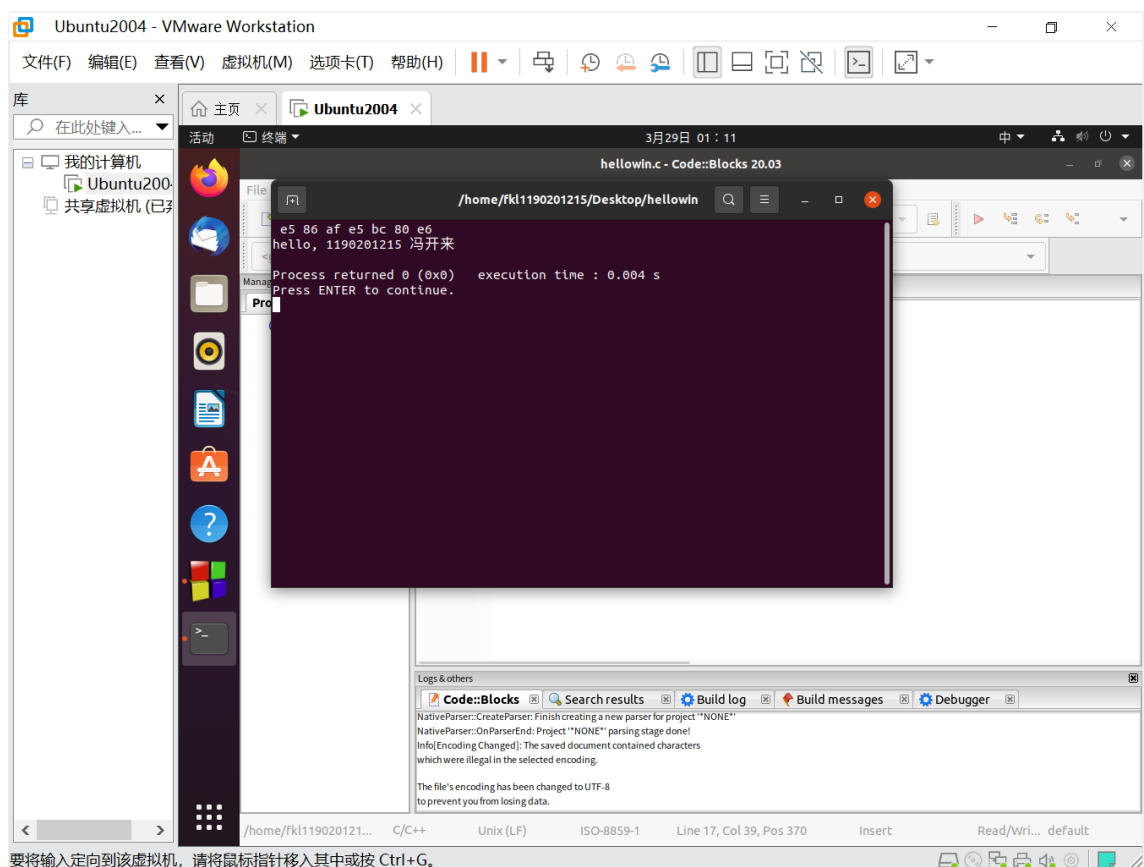 Ubuntu2004 - VMware Workstation
文件(F) 编辑(E) 查看(V) 虚拟机(M) 选项卡(T) 帮助(H)
库
在此处键入...
主页
Ubuntu2004
我的计算机
Ubuntu200
共享虚拟机 (已
活动 终端 3月29日 01：11 中
hellowin.c - Code::Blocks 20.03
File
/home/fkl1190201215/Desktop/hellowin
e5 86 af e5 bc 80 e6
hello, 1190201215 冯开来
Process returned 0 (0x0) execution time : 0.004 s
Press ENTER to continue.
Manag
Pro
Logs & others
Code::Blocks Search results Build log Build messages Debugger
NativeParser::CreateParser: Finish creating a new parser for project '*NONE*'
NativeParser::OnParserEnd: Project '*NONE*' parsing stage done!
Info[Encoding Changed]: The saved document contained characters
which were illegal in the selected encoding.
The file's encoding has been changed to UTF-8
to prevent you from losing data.
/home/fkl119020121... C/C++ Unix (LF) ISO-8859-1 Line 17, Col 39, Pos 370 Insert Read/Wri... default
要将输入定向到该虚拟机，请将鼠标指针移入其中或按 Ctrl+G。